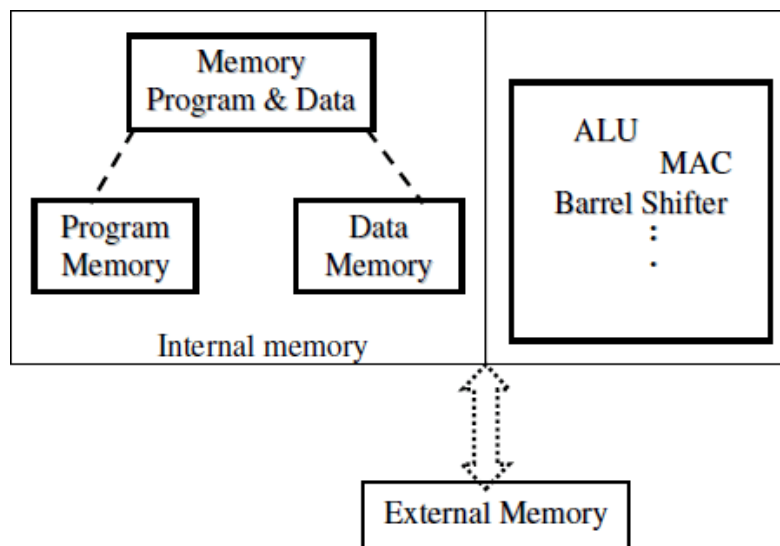 Memory
Program & Data
Program
Memory
Data
Memory
Internal memory
ALU
MAC
Barrel Shifter
:
.
External Memory